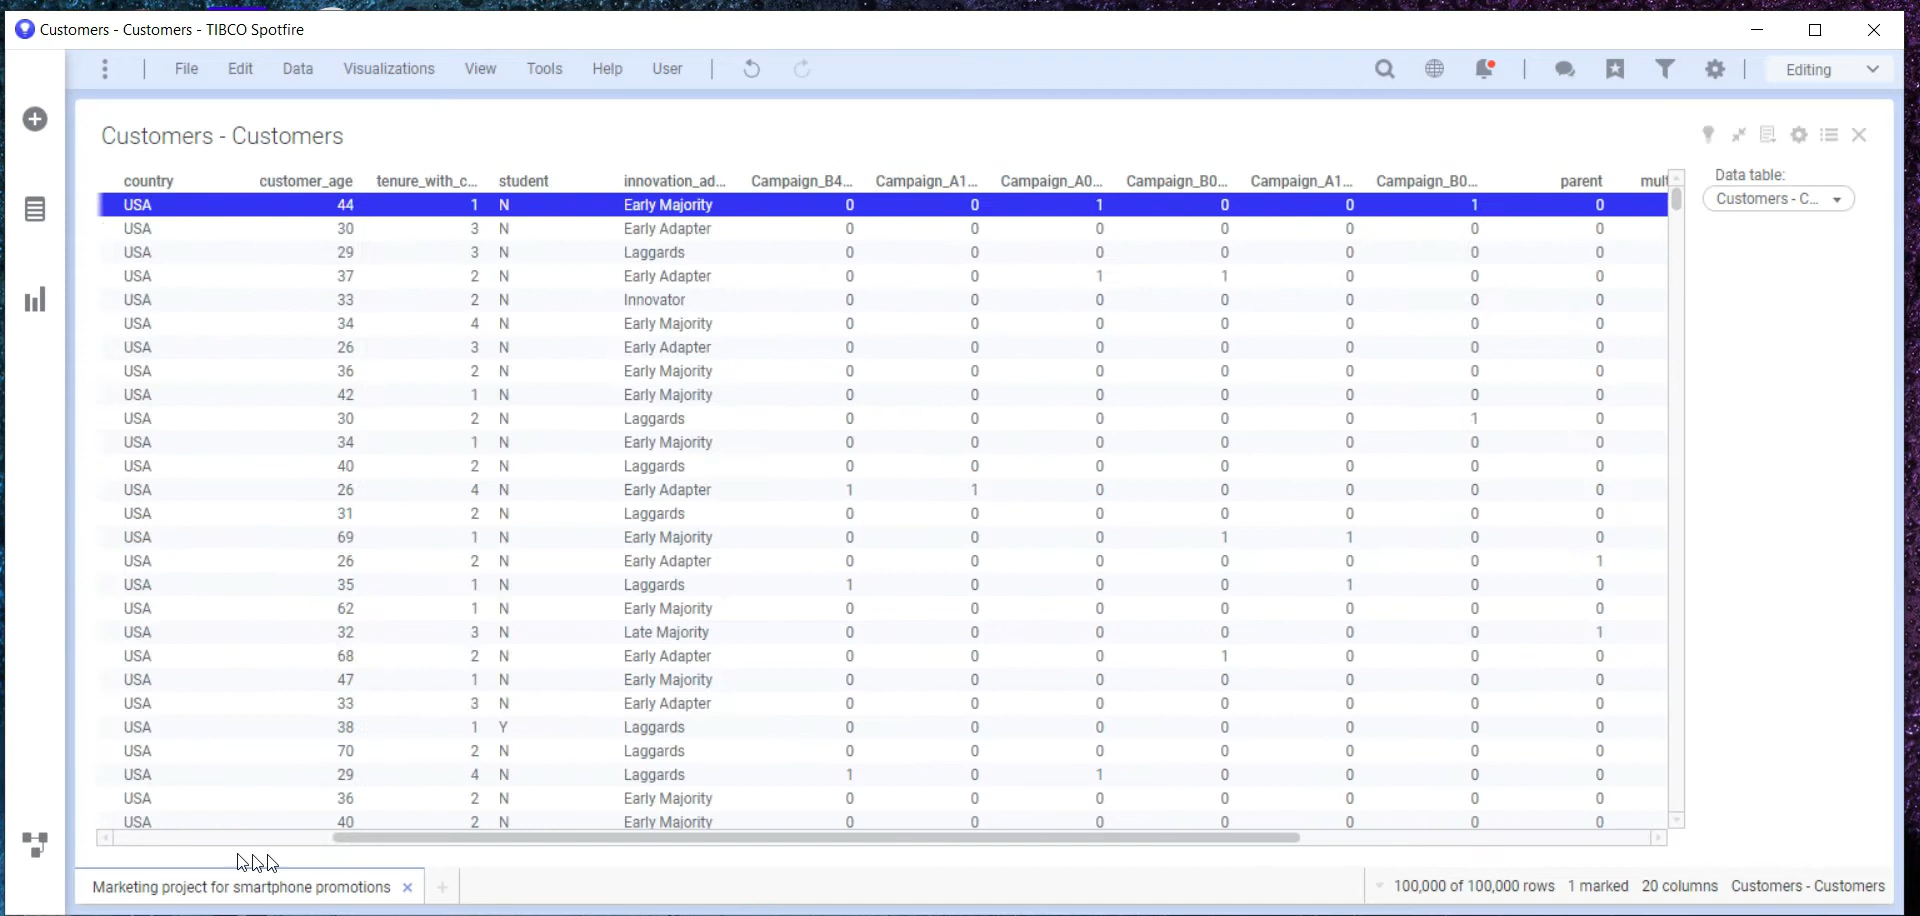 Customers - Customers - TIBCO Spotfire
File Edit Data Visualizations View Tools Help User Editing
Customers - Customers
Data table:
Customers - C...
country customer_age tenure_with_c... student innovation_ad... Campaign_B4... Campaign_A1... Campaign_A0... Campaign_B0... Campaign_A1... Campaign_B0... parent mult
USA 44 1 N Early Majority 0 0 1 0 0 1 0
USA 30 3 N Early Adapter 0 0 0 0 0 0 0
USA 29 3 N Laggards 0 0 0 0 0 0 0
USA 37 2 N Early Adapter 0 0 1 1 0 0 0
USA 33 2 N Innovator 0 0 0 0 0 0 0
USA 34 4 N Early Majority 0 0 0 0 0 0 0
USA 26 3 N Early Adapter 0 0 0 0 0 0 0
USA 36 2 N Early Majority 0 0 0 0 0 0 0
USA 42 1 N Early Majority 0 0 0 0 0 0 0
USA 30 2 N Laggards 0 0 0 0 0 1 0
USA 34 1 N Early Majority 0 0 0 0 0 0 0
USA 40 2 N Laggards 0 0 0 0 0 0 0
USA 26 4 N Early Adapter 1 1 0 0 0 0 0
USA 31 2 N Laggards 0 0 0 0 0 0 0
USA 69 1 N Early Majority 0 0 0 1 1 0 0
USA 26 2 N Early Adapter 0 0 0 0 0 0 1
USA 35 1 N Laggards 1 0 0 0 1 0 0
USA 62 1 N Early Majority 0 0 0 0 0 0 0
USA 32 3 N Late Majority 0 0 0 0 0 0 1
USA 68 2 N Early Adapter 0 0 0 1 0 0 0
USA 47 1 N Early Majority 0 0 0 0 0 0 0
USA 33 3 N Early Adapter 0 0 0 0 0 0 0
USA 38 1 Y Laggards 0 0 0 0 0 0 0
USA 70 2 N Laggards 0 0 0 0 0 0 0
USA 29 4 N Laggards 1 0 1 0 0 0 0
USA 36 2 N Early Majority 0 0 0 0 0 0 0
USA 40 2 N Early Majority 0 0 0 0 0 0 0
Marketing project for smartphone promotions 100,000 of 100,000 rows 1 marked 20 columns Customers - Customers